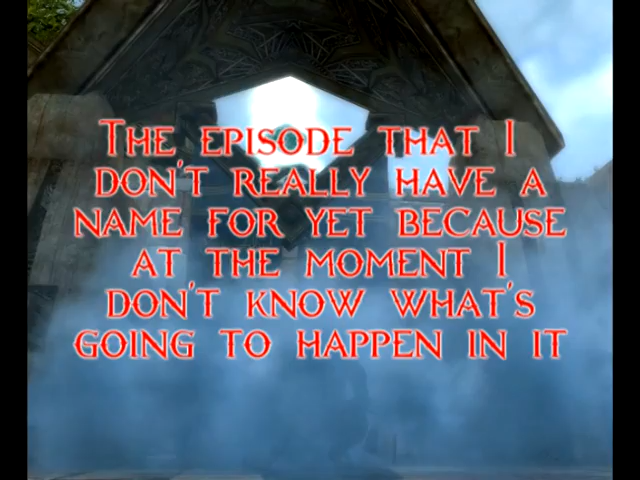 The episode that I
don't really have a
name for yet because
at the moment I
don't know what's
going to happen in it